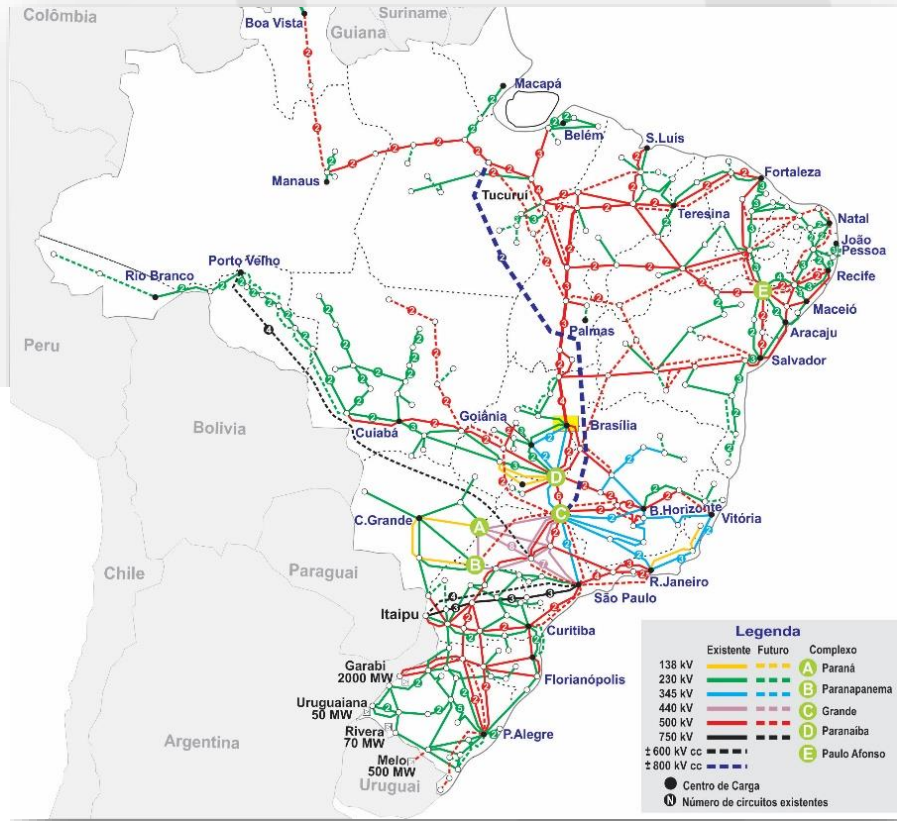 Colômbia
Suriname
Boa Vista
Guiana
Macapá
Belém
S.Luís
Manaus
Tucuruí
Fortaleza
Teresina
Natal
João
Pessoa
Recife
Porto Velho
Rio Branco
E
Maceió
Palmas
Aracaju
Peru
Salvador
Goiânia
Bolivia
Cuiabá
Brasília
D
C.Grande
C
B.Horizonte
A
Vitória
Chile
Paraguai
B
R.Janeiro
São Paulo
Itaipu
Curitiba
Garabi
2000 MW
Florianópolis
Uruguaiana
50 MW
Rivera
70 MW
P.Alegre
Argentina
Melo
500 MW
Uruguai
Legenda
Existente Futuro Complexo
138 kV A Paraná
230 kV B Paranapanema
345 kV C Grande
440 kV D Paranaíba
500 kV E Paulo Afonso
750 kV
±600 kV cc
±800 kV cc
Centro de Carga
N Número de circuitos existentes